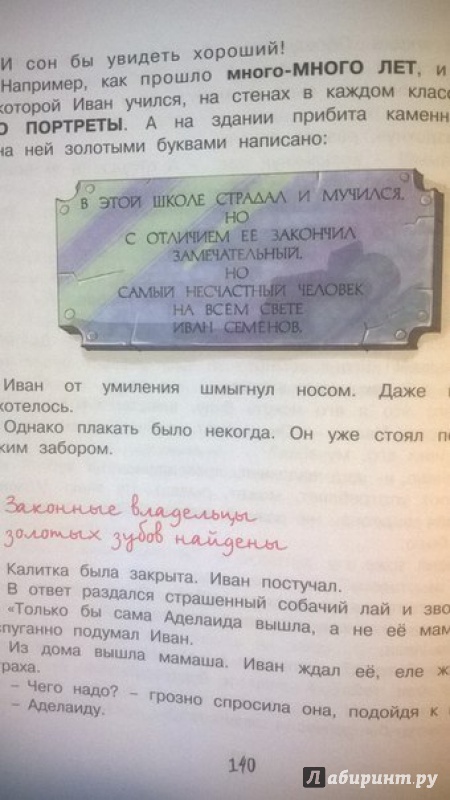 И сон бы увидеть хороший!
Например, как прошло много-МНОГО ЛЕТ, и
которой Иван учился, на стенах в каждом класс
О ПОРТРЕТЫ. А на здании прибита каменн
на ней золотыми буквами написано:
В ЭТОЙ ШКОЛЕ СТРАДАЛ И МУЧИЛСЯ,
НО
С ОТЛИЧИЕМ ЕЁ ЗАКОНЧИЛ
ЗАМЕЧАТЕЛЬНЫЙ,
НО
САМЫЙ НЕСЧАСТНЫЙ ЧЕЛОВЕК
НА ВСЁМ СВЕТЕ
ИВАН СЕМЁНОВ.
Иван от умиления шмыгнул носом. Даже
хотелось.
Однако плакать было некогда. Он уже стоял пе
ким забором.
Законные владельцы
золотых зубов найдены
Калитка была закрыта. Иван постучал.
В ответ раздался страшенный собачий лай и зво
«Только бы сама Аделаида вышла, а не её мам
спуганно подумал Иван.
Из дома вышла мамаша. Иван ждал её, еле ж
раха.
– Чего надо? – грозно спросила она, подойдя к
– Аделаиду.
140
Лабиринт.ру